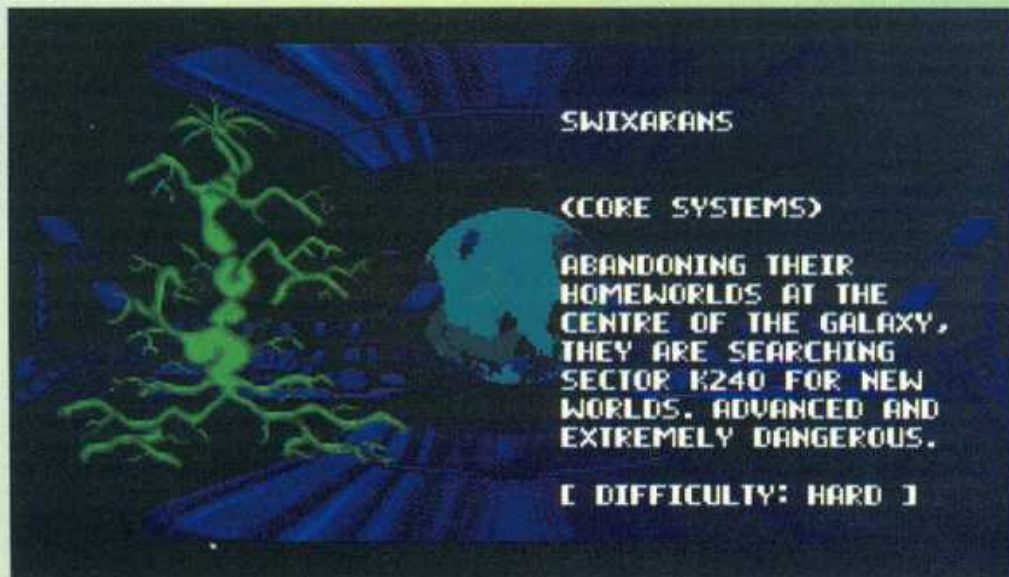 SWIXARANS
(CORE SYSTEMS)
ABANDONING THEIR
HOMEWORLDS AT THE
CENTRE OF THE GALAXY,
THEY ARE SEARCHING
SECTOR K240 FOR NEW
WORLDS. ADVANCED AND
EXTREMELY DANGEROUS.
[ DIFFICULTY: HARD ]